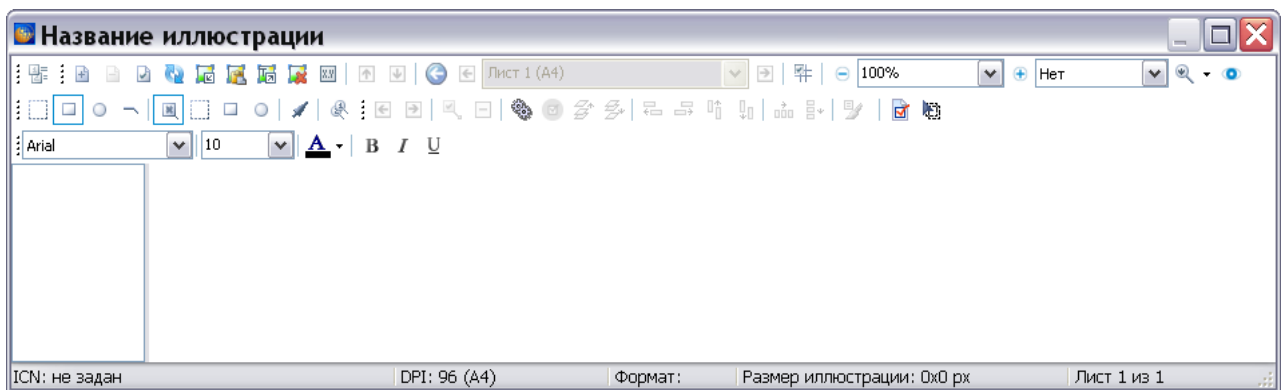 Название иллюстрации
Лист 1 (A4) 100% Нет
Arial 10 A B I U
ICN: не задан DPI: 96 (A4) Формат: Размер иллюстрации: 0x0 px Лист 1 из 1